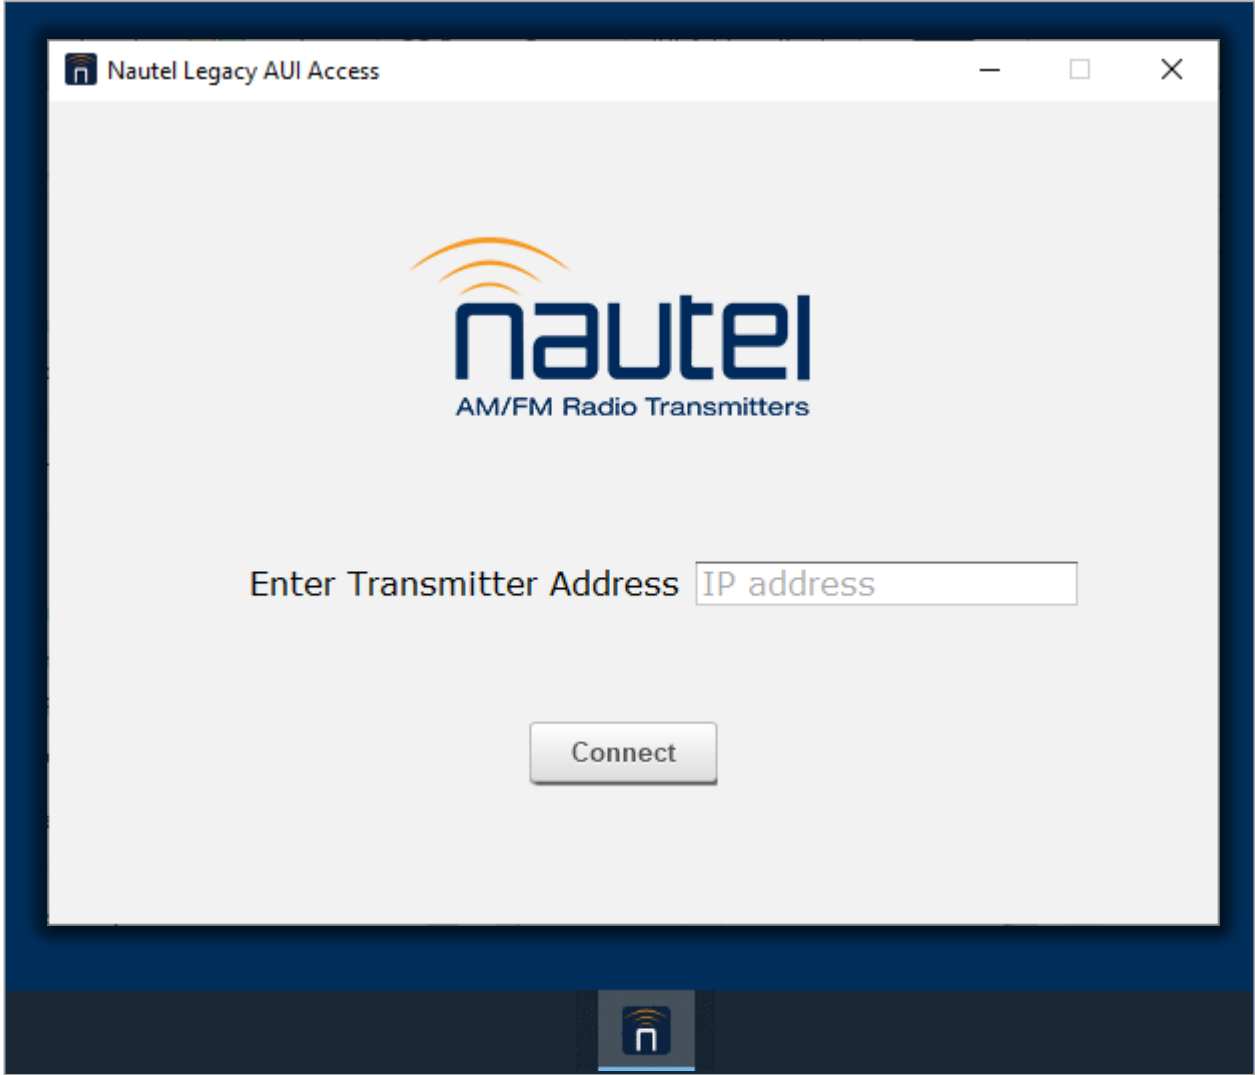 Nautel Legacy AUI Access
nautel
AM/FM Radio Transmitters
Enter Transmitter Address IP address
Connect